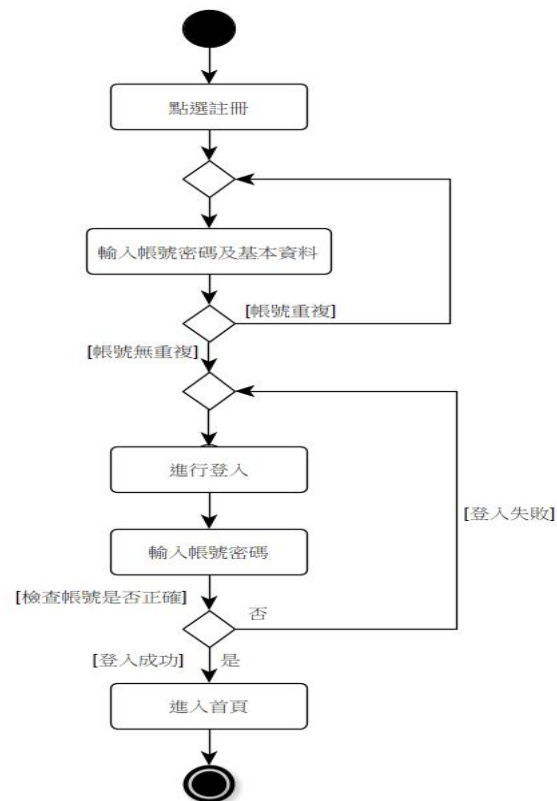 點選註冊
輸入帳號密碼及基本資料
[帳號重複]
[帳號無重複]
進行登入
[登入失敗]
輸入帳號密碼
[檢查帳號是否正確]
否
[登入成功] 是
進入首頁